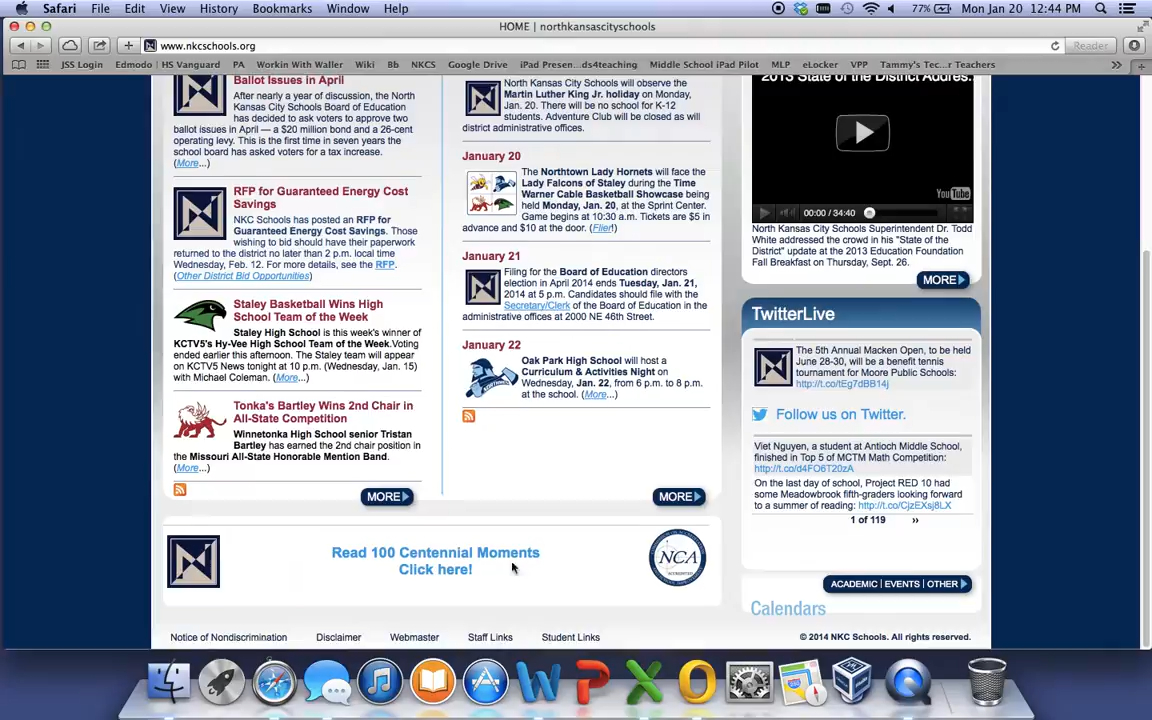 Safari File Edit View History Bookmarks Window Help 77% Mon Jan 20 12:44 PM
HOME | northkansascityschools
www.nkcschools.org Reader
JSS Login Edmodo | HS Vanguard PA Workin With Waller Wiki Bb NKCS Google Drive iPad Presen...ds4teaching Middle School iPad Pilot MLP eLocker VPP Tammy's Tec...r Teachers
Ballot Issues in April
After nearly a year of discussion, the North
Kansas City Schools Board of Education
has decided to ask voters to approve two
ballot issues in April — a $20 million bond and a 26-cent
operating levy. This is the first time in seven years the
school board has asked voters for a tax increase.
(More...)
RFP for Guaranteed Energy Cost
Savings
NKC Schools has posted an RFP for
Guaranteed Energy Cost Savings. Those
wishing to bid should have their paperwork
returned to the district no later than 2 p.m. local time
Wednesday, Feb. 12. For more details, see the RFP.
(Other District Bid Opportunities)
Staley Basketball Wins High
School Team of the Week
Staley High School is this week's winner of
KCTV5's Hy-Vee High School Team of the Week.Voting
ended earlier this afternoon. The Staley team will appear
on KCTV5 News at 10 p.m. (Wednesday, Jan. 15)
with Michael Coleman. (More...)
Tonka's Bartley Wins 2nd Chair in
All-State Competition
Winnetonka High School senior Tristan
Bartley has earned the 2nd chair position in
the Missouri All-State Honorable Mention Band.
(More...)
MORE
North Kansas City Schools will observe the
Martin Luther King Jr. holiday on Monday,
Jan. 20. There will be no school for K-12
students. Adventure Club will be closed as will
district administrative offices.
January 20
The Northtown Lady Hornets will face the
Lady Falcons of Staley during the Time
Warner Cable Basketball Showcase being
held Monday, Jan. 20, at the Sprint Center.
Game begins at 10:30 a.m. Tickets are $5 in
advance and $10 at the door. (Flier!)
January 21
Filing for the Board of Education directors
election in April 2014 ends Tuesday, Jan. 21,
2014 at 5 p.m. Candidates should file with the
Secretary/Clerk of the Board of Education in the
administrative offices at 2000 NE 46th Street.
January 22
Oak Park High School will host a
Curriculum & Activities Night on
Wednesday, Jan. 22, from 6 p.m. to 8 p.m.
at the school. (More...)
MORE
2013 State of the District Address.
YouTube
00:00 / 34:40
North Kansas City Schools Superintendent Dr. Todd
White addressed the crowd in his "State of the
District" update at the 2013 Education Foundation
Fall Breakfast on Thursday, Sept. 26.
MORE
TwitterLive
The 5th Annual Macken Open, to be held
June 28-30, will be a benefit tennis
tournament for Moore Public Schools:
http://t.co/tEg7dBB14j
Follow us on Twitter.
Viet Nguyen, a student at Antioch Middle School,
finished in Top 5 of MCTM Math Competition:
http://t.co/d4FO6T20zA
On the last day of school, Project RED 10 had
some Meadowbrook fifth-graders looking forward
to a summer of reading: http://t.co/CjzEXsj8LX
1 of 119 ››
ACADEMIC | EVENTS | OTHER
Calendars
Read 100 Centennial Moments
Click here!
NCA
Notice of Nondiscrimination Disclaimer Webmaster Staff Links Student Links © 2014 NKC Schools. All rights reserved.